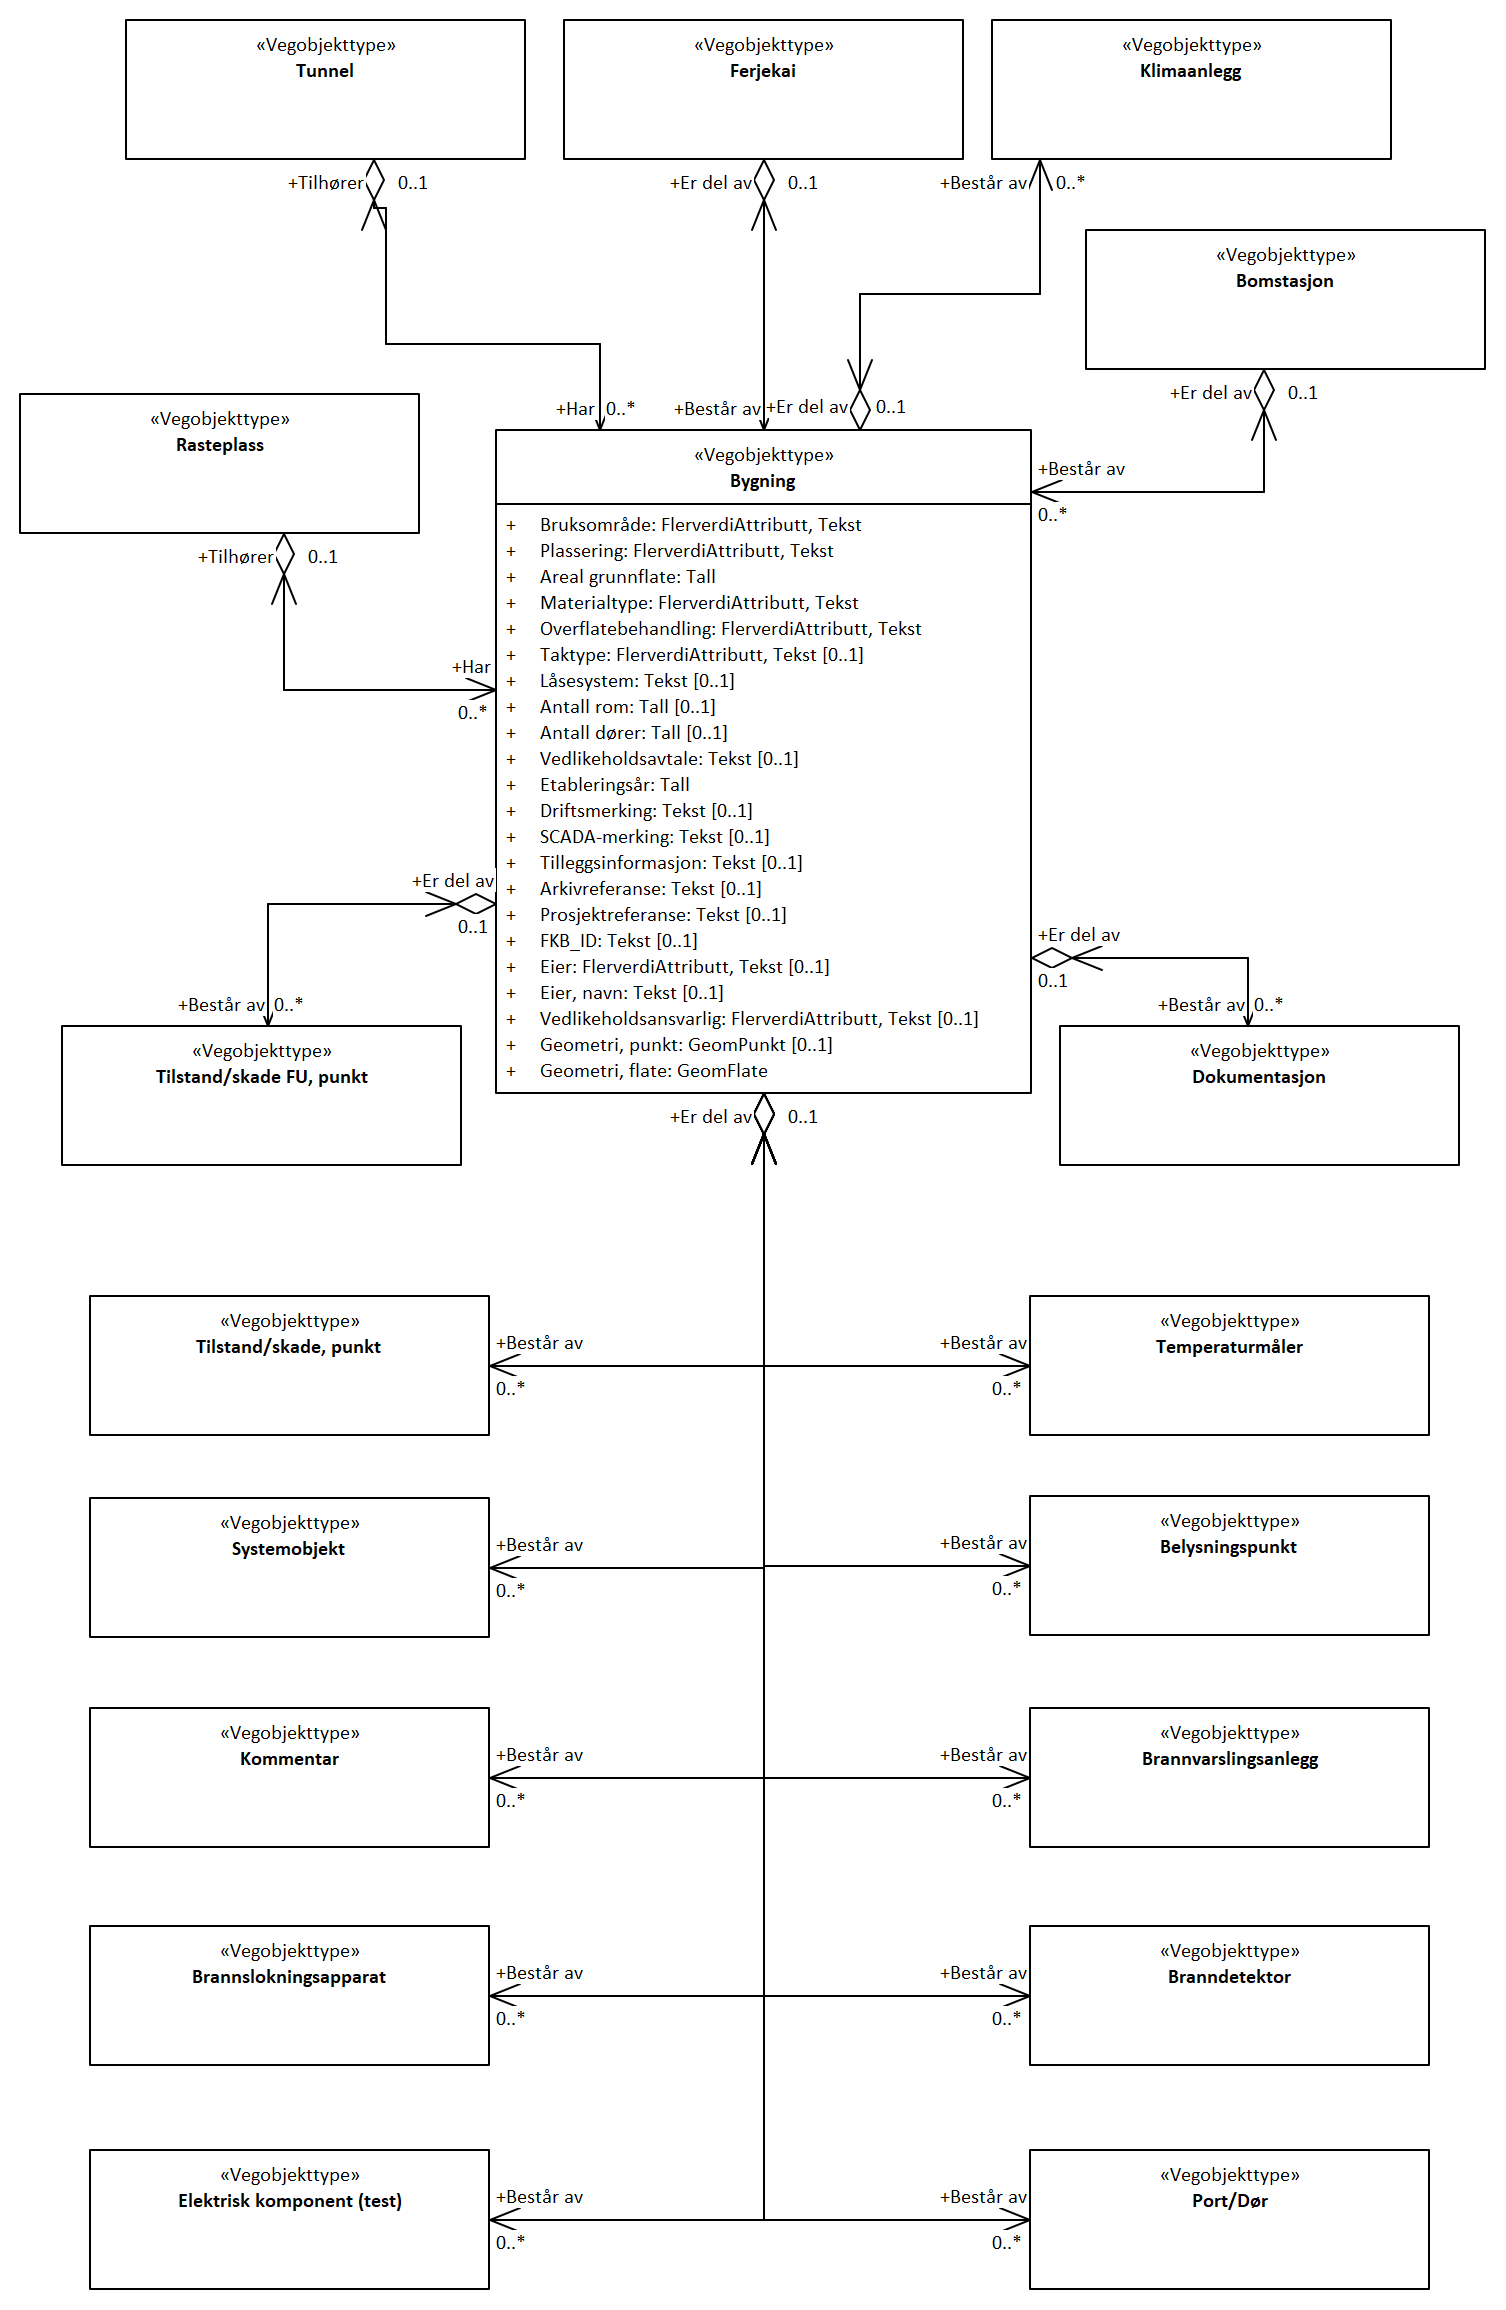 «Vegobjekttype»
Tunnel
«Vegobjekttype»
Ferjekai
«Vegobjekttype»
Klimaanlegg
+Tilhører
0..1
+Er del av
0..1
+Består av
0..*
«Vegobjekttype»
Bomstasjon
+Er del av
0..1
+Har
0..*
+Består av
+Er del av
0..1
«Vegobjekttype»
Rasteplass
+Tilhører
0..1
+Består av
0..*
+Har
0..*
«Vegobjekttype»
Bygning
+ Bruksområde: FlerverdiAttributt, Tekst
+ Plassering: FlerverdiAttributt, Tekst
+ Areal grunnflate: Tall
+ Materialtype: FlerverdiAttributt, Tekst
+ Overflatebehandling: FlerverdiAttributt, Tekst
+ Taktype: FlerverdiAttributt, Tekst [0..1]
+ Låsesystem: Tekst [0..1]
+ Antall rom: Tall [0..1]
+ Antall dører: Tall [0..1]
+ Vedlikeholdsavtale: Tekst [0..1]
+ Etableringsår: Tall
+ Driftsmerking: Tekst [0..1]
+ SCADA-merking: Tekst [0..1]
+ Tilleggsinformasjon: Tekst [0..1]
+ Arkivreferanse: Tekst [0..1]
+ Prosjektreferanse: Tekst [0..1]
+ FKB_ID: Tekst [0..1]
+ Eier: FlerverdiAttributt, Tekst [0..1]
+ Eier, navn: Tekst [0..1]
+ Vedlikeholdsansvarlig: FlerverdiAttributt, Tekst [0..1]
+ Geometri, punkt: GeomPunkt [0..1]
+ Geometri, flate: GeomFlate
+Er del av
0..1
+Består av
0..*
«Vegobjekttype»
Tilstand/skade FU, punkt
+Er del av
0..1
+Består av
0..*
«Vegobjekttype»
Dokumentasjon
+Er del av
0..1
«Vegobjekttype»
Tilstand/skade, punkt
+Består av
0..*
+Består av
0..*
«Vegobjekttype»
Temperaturmåler
«Vegobjekttype»
Systemobjekt
+Består av
0..*
+Består av
0..*
«Vegobjekttype»
Belysningspunkt
«Vegobjekttype»
Kommentar
+Består av
0..*
+Består av
0..*
«Vegobjekttype»
Brannvarslingsanlegg
«Vegobjekttype»
Brannslokningsapparat
+Består av
0..*
+Består av
0..*
«Vegobjekttype»
Branndetektor
«Vegobjekttype»
Elektrisk komponent (test)
+Består av
0..*
+Består av
0..*
«Vegobjekttype»
Port/Dør